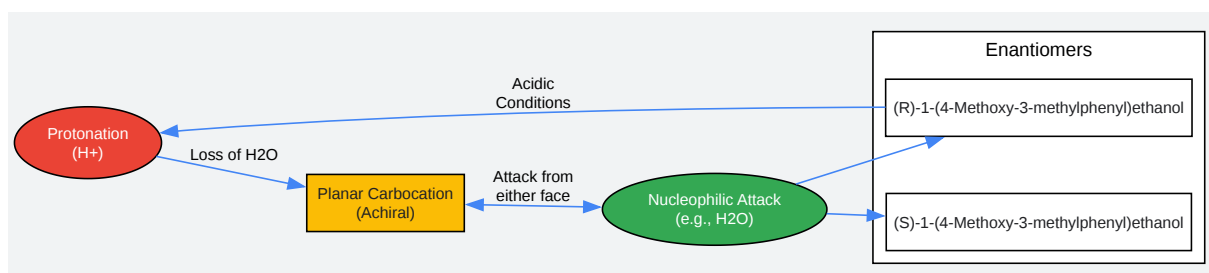 Enantiomers
Acidic
Conditions
(R)-1-(4-Methoxy-3-methylphenyl)ethanol
Protonation
(H+)
Loss of H2O
Planar Carbocation
(Achiral)
Attack from
either face
Nucleophilic Attack
(e.g., H2O)
(S)-1-(4-Methoxy-3-methylphenyl)ethanol